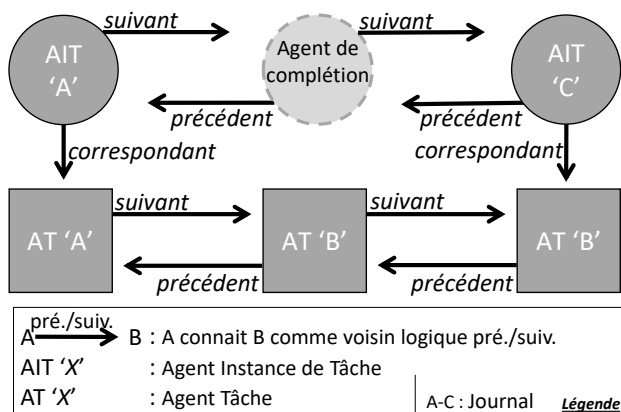 suivant
suivant
AIT
'A'
Agent de
complétion
AIT
'C'
précédent
précédent
correspondant
correspondant
suivant
suivant
AT 'A'
AT 'B'
AT 'B'
précédent
précédent
pré./suiv.
A B : A connait B comme voisin logique pré./suiv.
AIT 'X' : Agent Instance de Tâche
AT 'X' : Agent Tâche
A-C : Journal Légende